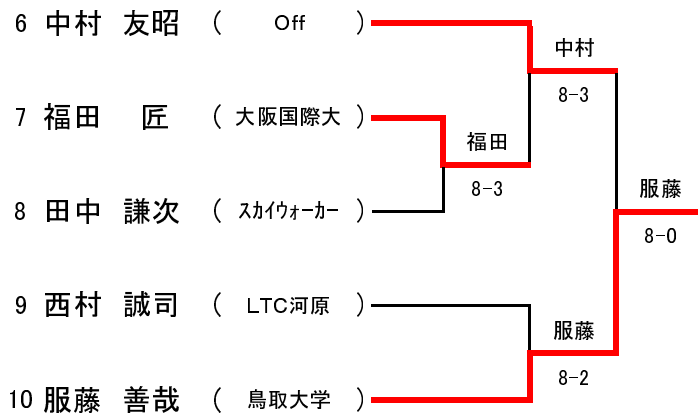 6 中村 友昭 ( Off )
中村
8-3
7 福田 匠 ( 大阪国際大 )
福田
8-3
8 田中 謙次 ( ｽｶｲｳｫｰｶｰ )
服藤
8-0
9 西村 誠司 ( LTC河原 )
服藤
8-2
10 服藤 善哉 ( 鳥取大学 )